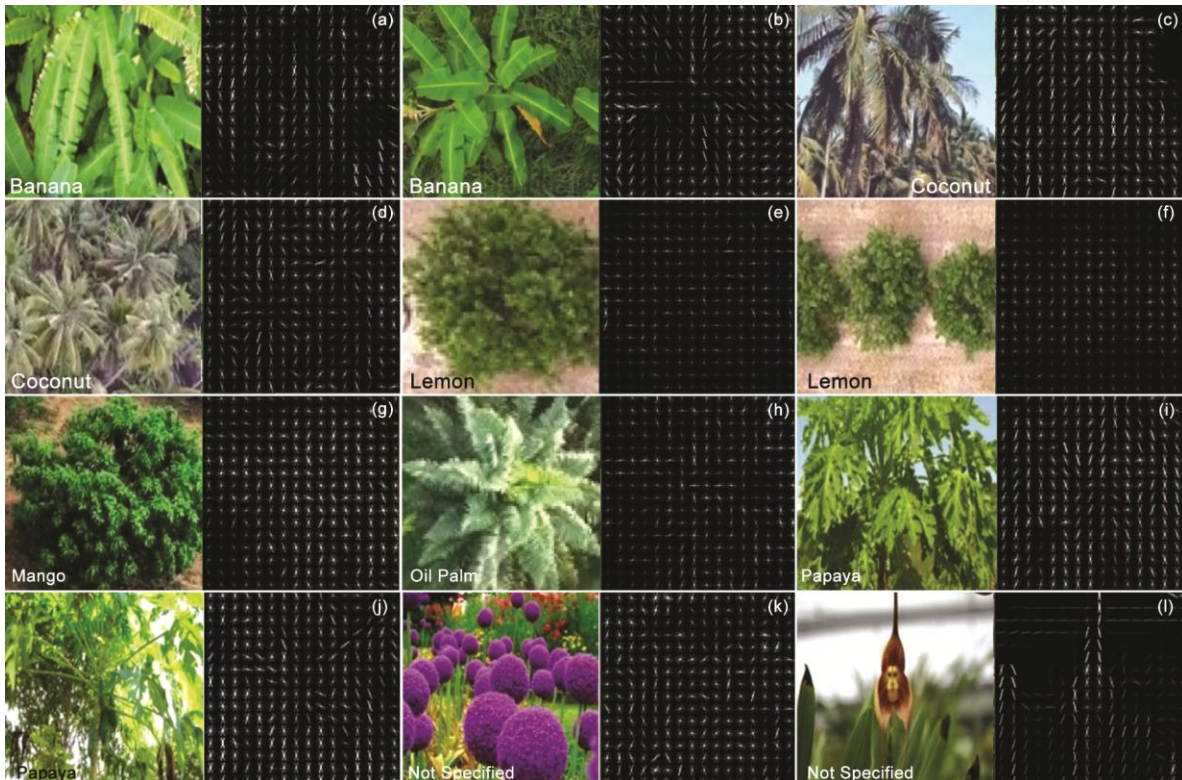 (a)
Banana
(b)
Banana
(c)
Coconut
(d)
Coconut
(e)
Lemon
(f)
Lemon
(g)
Mango
(h)
Oil Palm
(i)
Papaya
(j)
Papaya
(k)
Not Specified
(l)
Not Specified